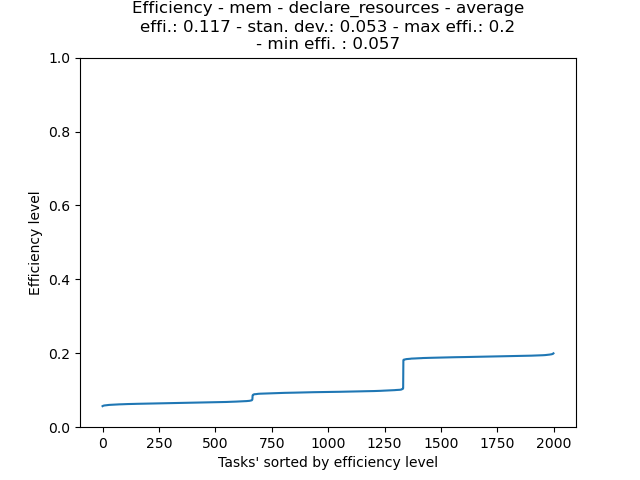 Efficiency - mem - declare_resources - average
effi.: 0.117 - stan. dev.: 0.053 - max effi.: 0.2
- min effi. : 0.057
1.0
0.8
0.6
0.4
0.2
0.0
Efficiency level
0 250 500 750 1000 1250 1500 1750 2000
Tasks' sorted by efficiency level